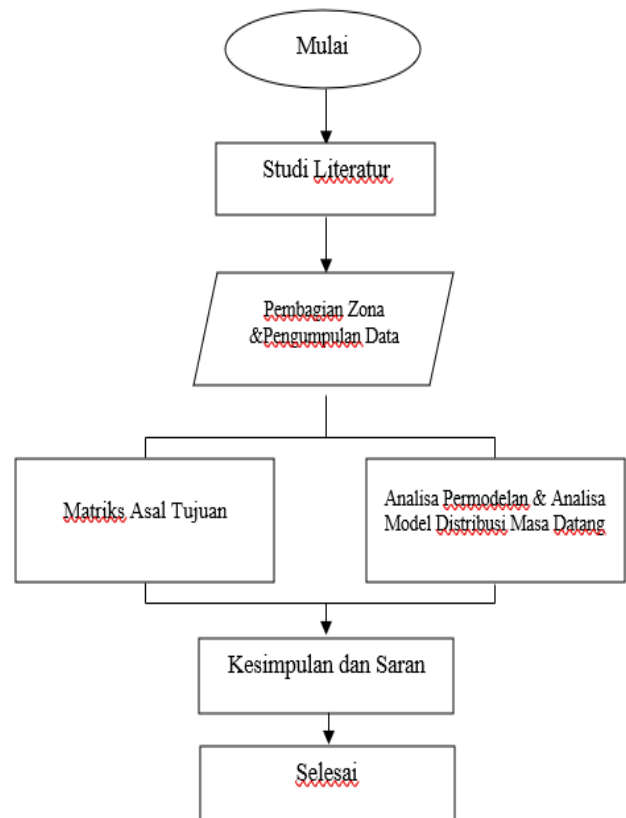 Mulai
Studi Literatur
Pembagian Zona
&Pengumpulan Data
Matriks Asal Tujuan
Analisa Permodelan & Analisa
Model Distribusi Masa Datang
Kesimpulan dan Saran
Selesai